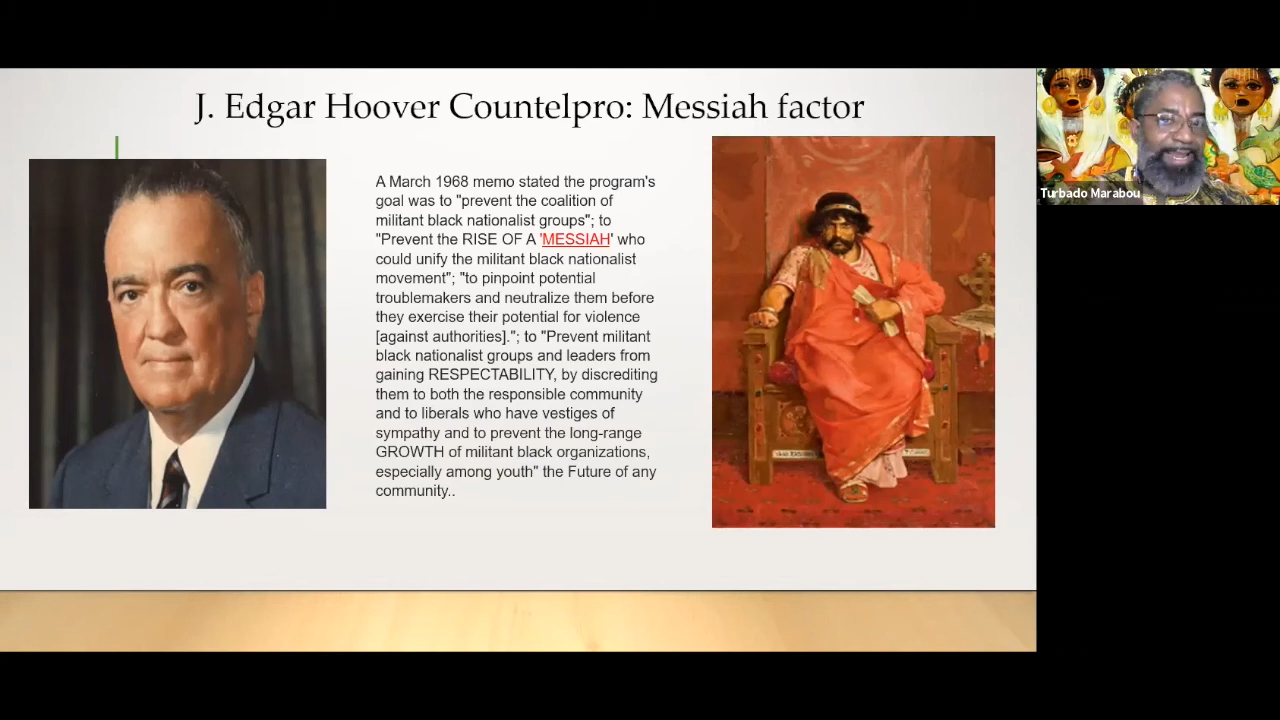 J. Edgar Hoover Countelpro: Messiah factor
A March 1968 memo stated the program's
goal was to "prevent the coalition of
militant black nationalist groups"; to
"Prevent the RISE OF A 'MESSIAH' who
could unify the militant black nationalist
movement"; "to pinpoint potential
troublemakers and neutralize them before
they exercise their potential for violence
[against authorities]."; to "Prevent militant
black nationalist groups and leaders from
gaining RESPECTABILITY, by discrediting
them to both the responsible community
and to liberals who have vestiges of
sympathy and to prevent the long-range
GROWTH of militant black organizations,
especially among youth" the Future of any
community..
Turbado Marabou